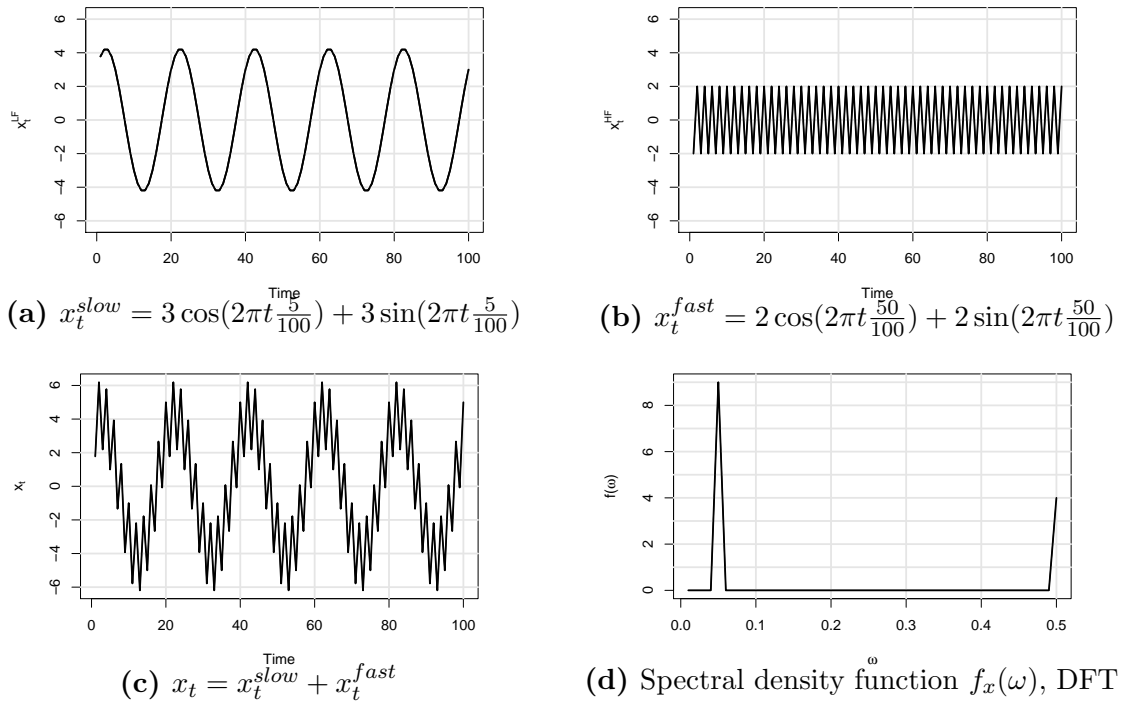 6
4
2
0
−2
−4
−6
x_t^{LF}
0 20 40 60 80 100
Time
(a) x_t^{slow} = 3 cos(2πt 5/100) + 3 sin(2πt 5/100)
6
4
2
0
−2
−4
−6
x_t^{HF}
0 20 40 60 80 100
Time
(b) x_t^{fast} = 2 cos(2πt 50/100) + 2 sin(2πt 50/100)
6
4
2
0
−2
−4
−6
x_t
0 20 40 60 80 100
Time
(c) x_t = x_t^{slow} + x_t^{fast}
8
6
4
2
0
f(ω)
0.0 0.1 0.2 0.3 0.4 0.5
ω
(d) Spectral density function f_x(ω), DFT